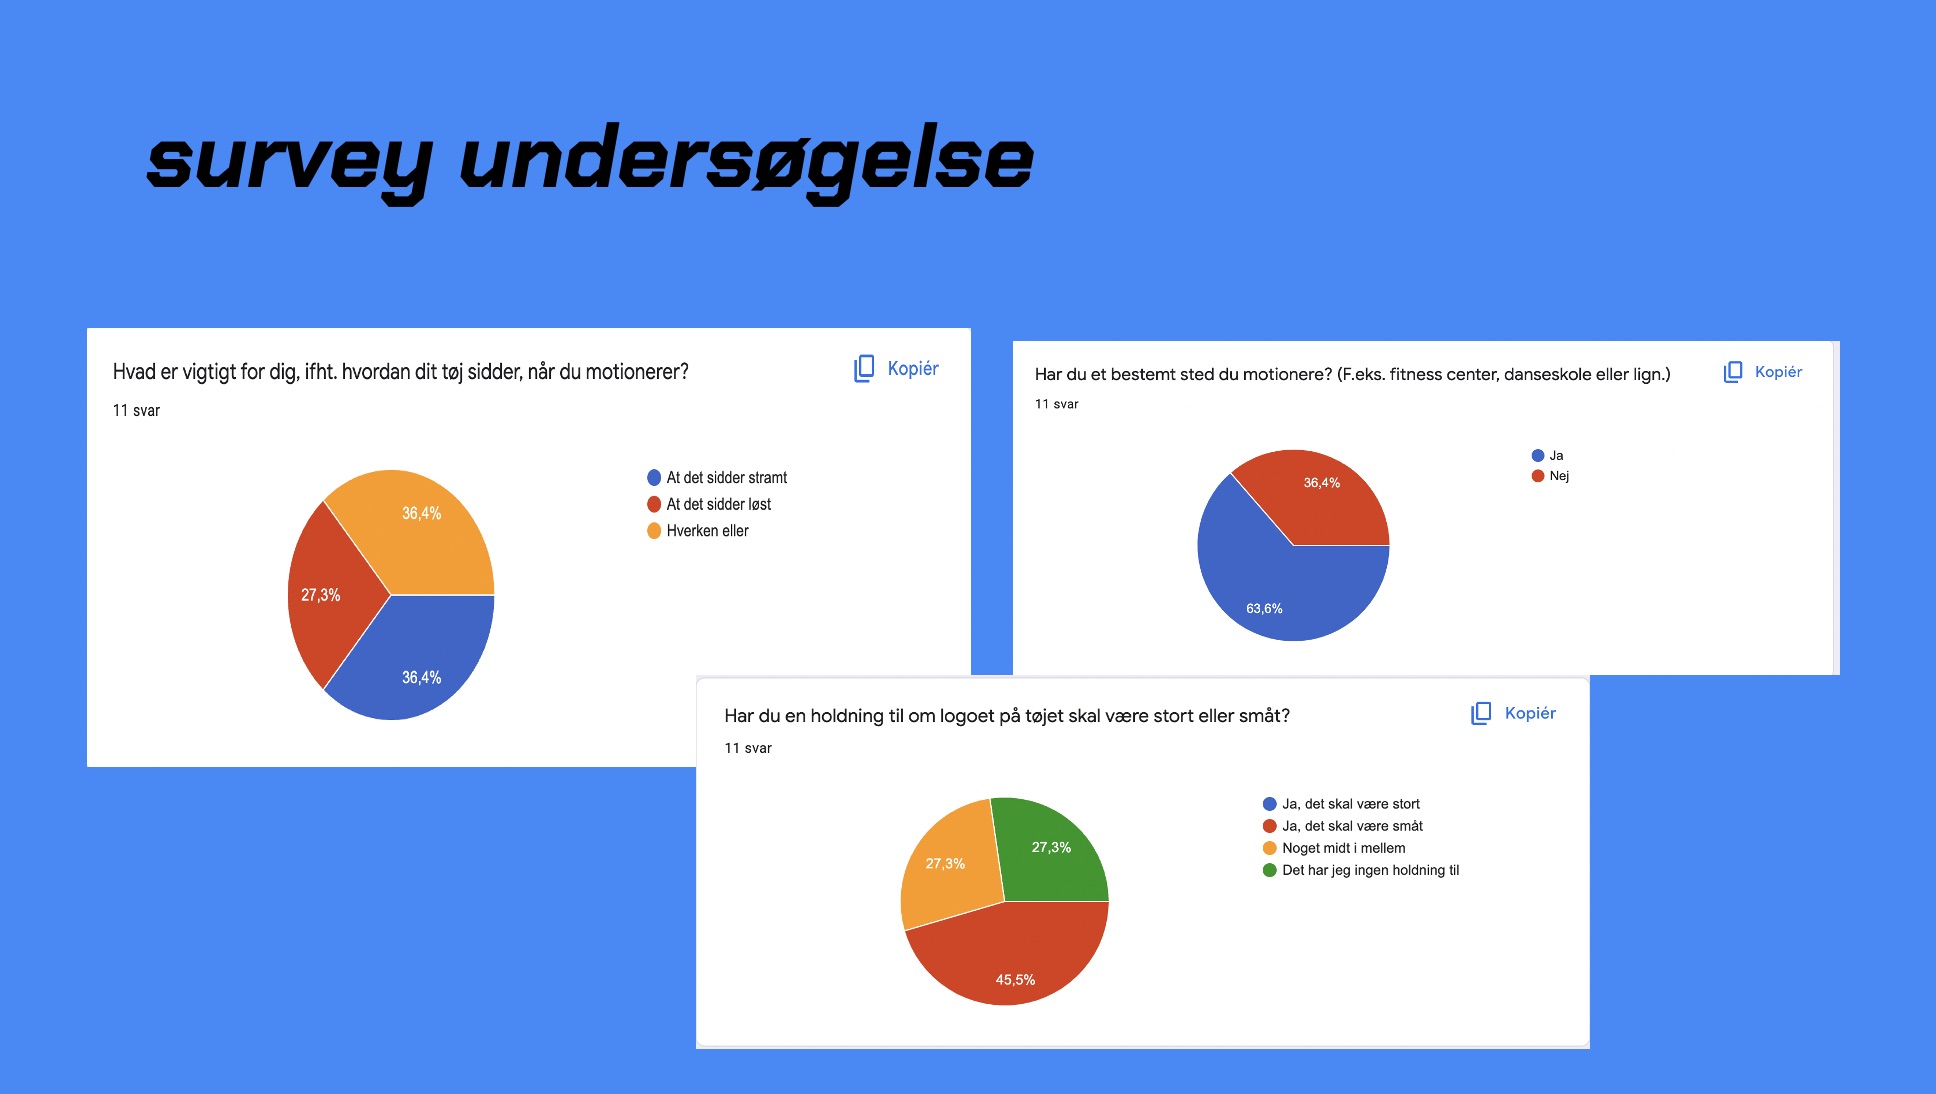 survey undersøgelse
Hvad er vigtigt for dig, ifht. hvordan dit tøj sidder, når du motionerer?
Kopiér
11 svar
At det sidder stramt
At det sidder løst
Hverken eller
36,4%
27,3%
36,4%
Har du et bestemt sted du motionere? (F.eks. fitness center, danseskole eller lign.)
Kopiér
11 svar
Ja
Nej
36,4%
63,6%
Har du en holdning til om logoet på tøjet skal være stort eller småt?
Kopiér
11 svar
Ja, det skal være stort
Ja, det skal være småt
Noget midt i mellem
Det har jeg ingen holdning til
27,3%
27,3%
45,5%